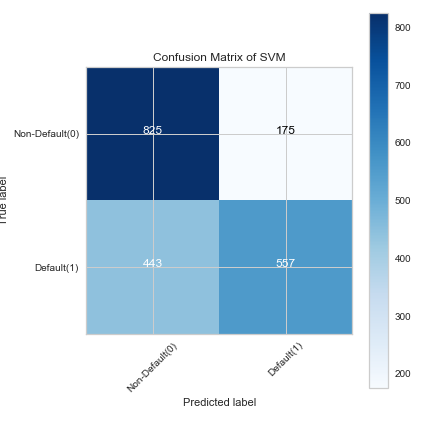 Confusion Matrix of SVM
Non-Default(0)
825
175
Default(1)
443
557
Non-Default(0)
Default(1)
True label
Predicted label
800
700
600
500
400
300
200